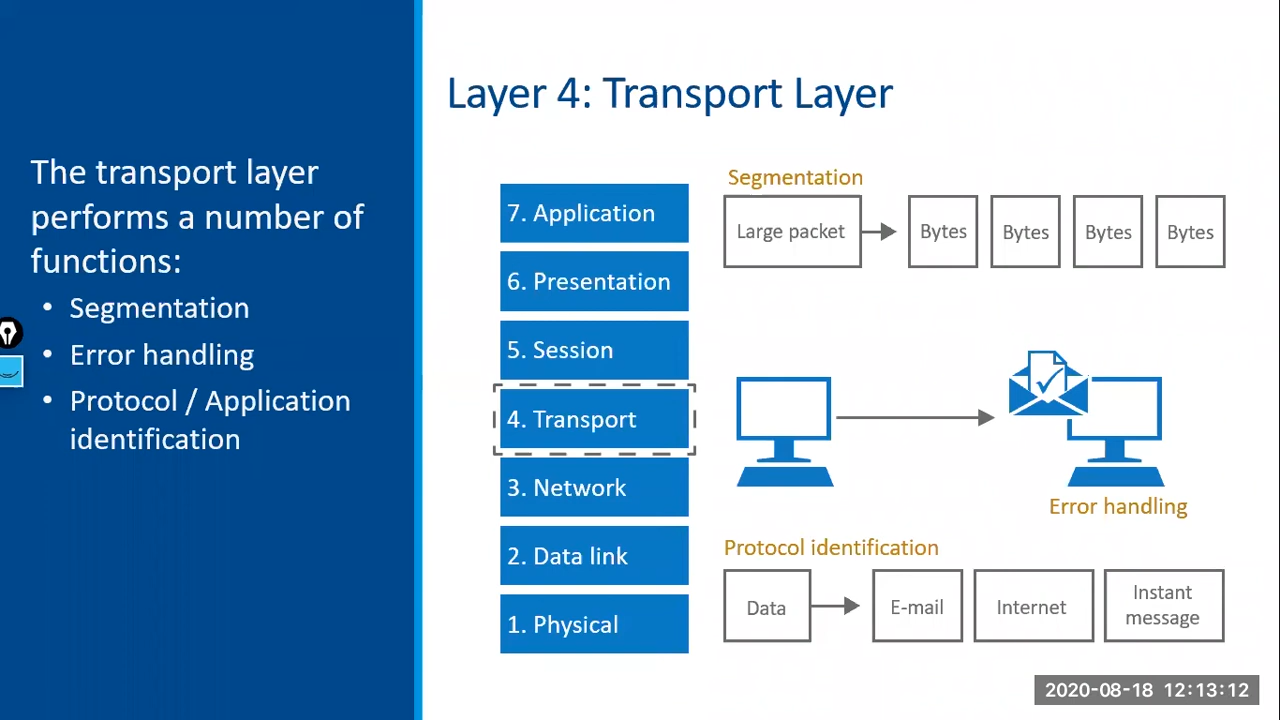 Layer 4: Transport Layer
The transport layer
performs a number of
functions:
• Segmentation
• Error handling
• Protocol / Application
identification
7. Application
6. Presentation
5. Session
4. Transport
3. Network
2. Data link
1. Physical
Segmentation
Large packet
Bytes
Bytes
Bytes
Bytes
Error handling
Protocol identification
Data
E-mail
Internet
Instant
message
2020-08-18 12:13:12